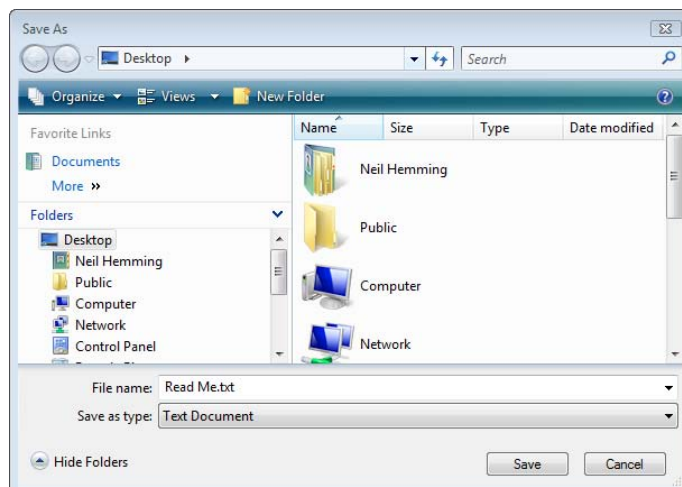 Save As
Desktop
Search
Organize Views New Folder
Favorite Links
Documents
More »
Folders
Desktop
Neil Hemming
Public
Computer
Network
Control Panel
Name Size Type Date modified
Neil Hemming
Public
Computer
Network
File name: Read Me.txt
Save as type: Text Document
Hide Folders
Save Cancel